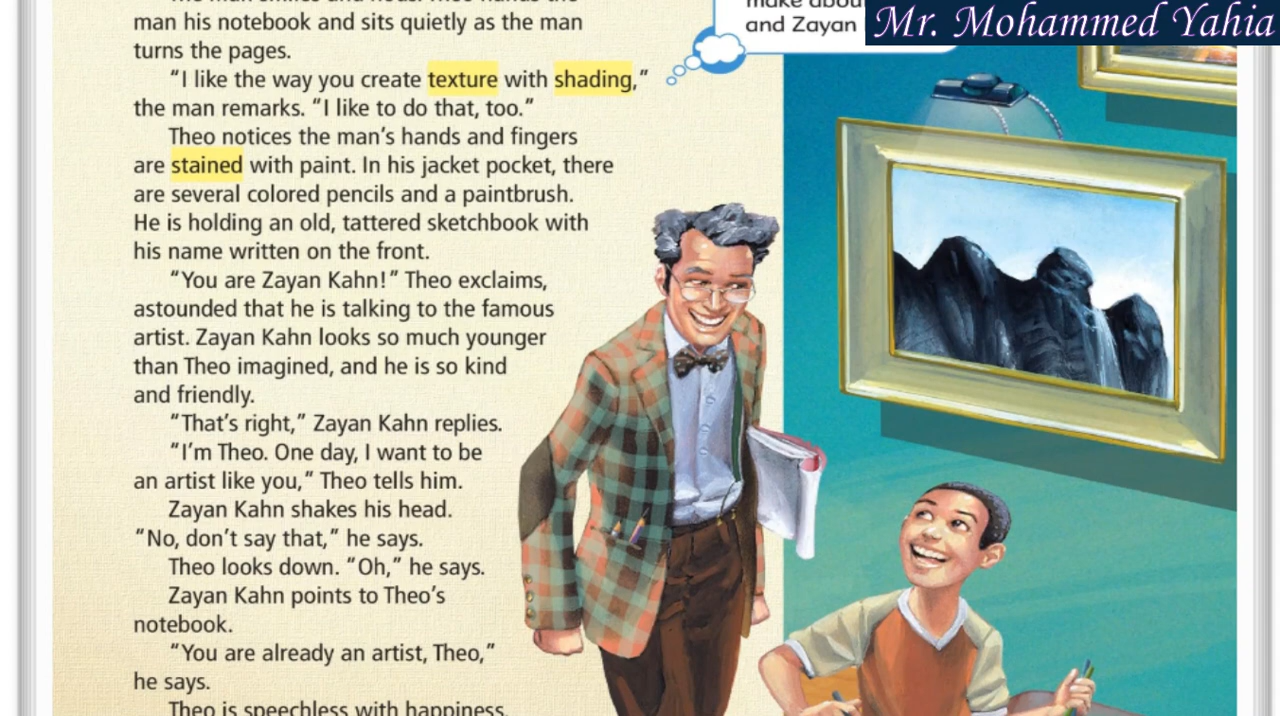 man his notebook and sits quietly as the man
turns the pages.
“I like the way you create texture with shading,”
the man remarks. “I like to do that, too.”
Theo notices the man’s hands and fingers
are stained with paint. In his jacket pocket, there
are several colored pencils and a paintbrush.
He is holding an old, tattered sketchbook with
his name written on the front.
“You are Zayan Kahn!” Theo exclaims,
astounded that he is talking to the famous
artist. Zayan Kahn looks so much younger
than Theo imagined, and he is so kind
and friendly.
“That’s right,” Zayan Kahn replies.
“I’m Theo. One day, I want to be
an artist like you,” Theo tells him.
Zayan Kahn shakes his head.
“No, don’t say that,” he says.
Theo looks down. “Oh,” he says.
Zayan Kahn points to Theo’s
notebook.
“You are already an artist, Theo,”
he says.
Theo is speechless with happiness.
and Zayan
Mr. Mohammed Yahia